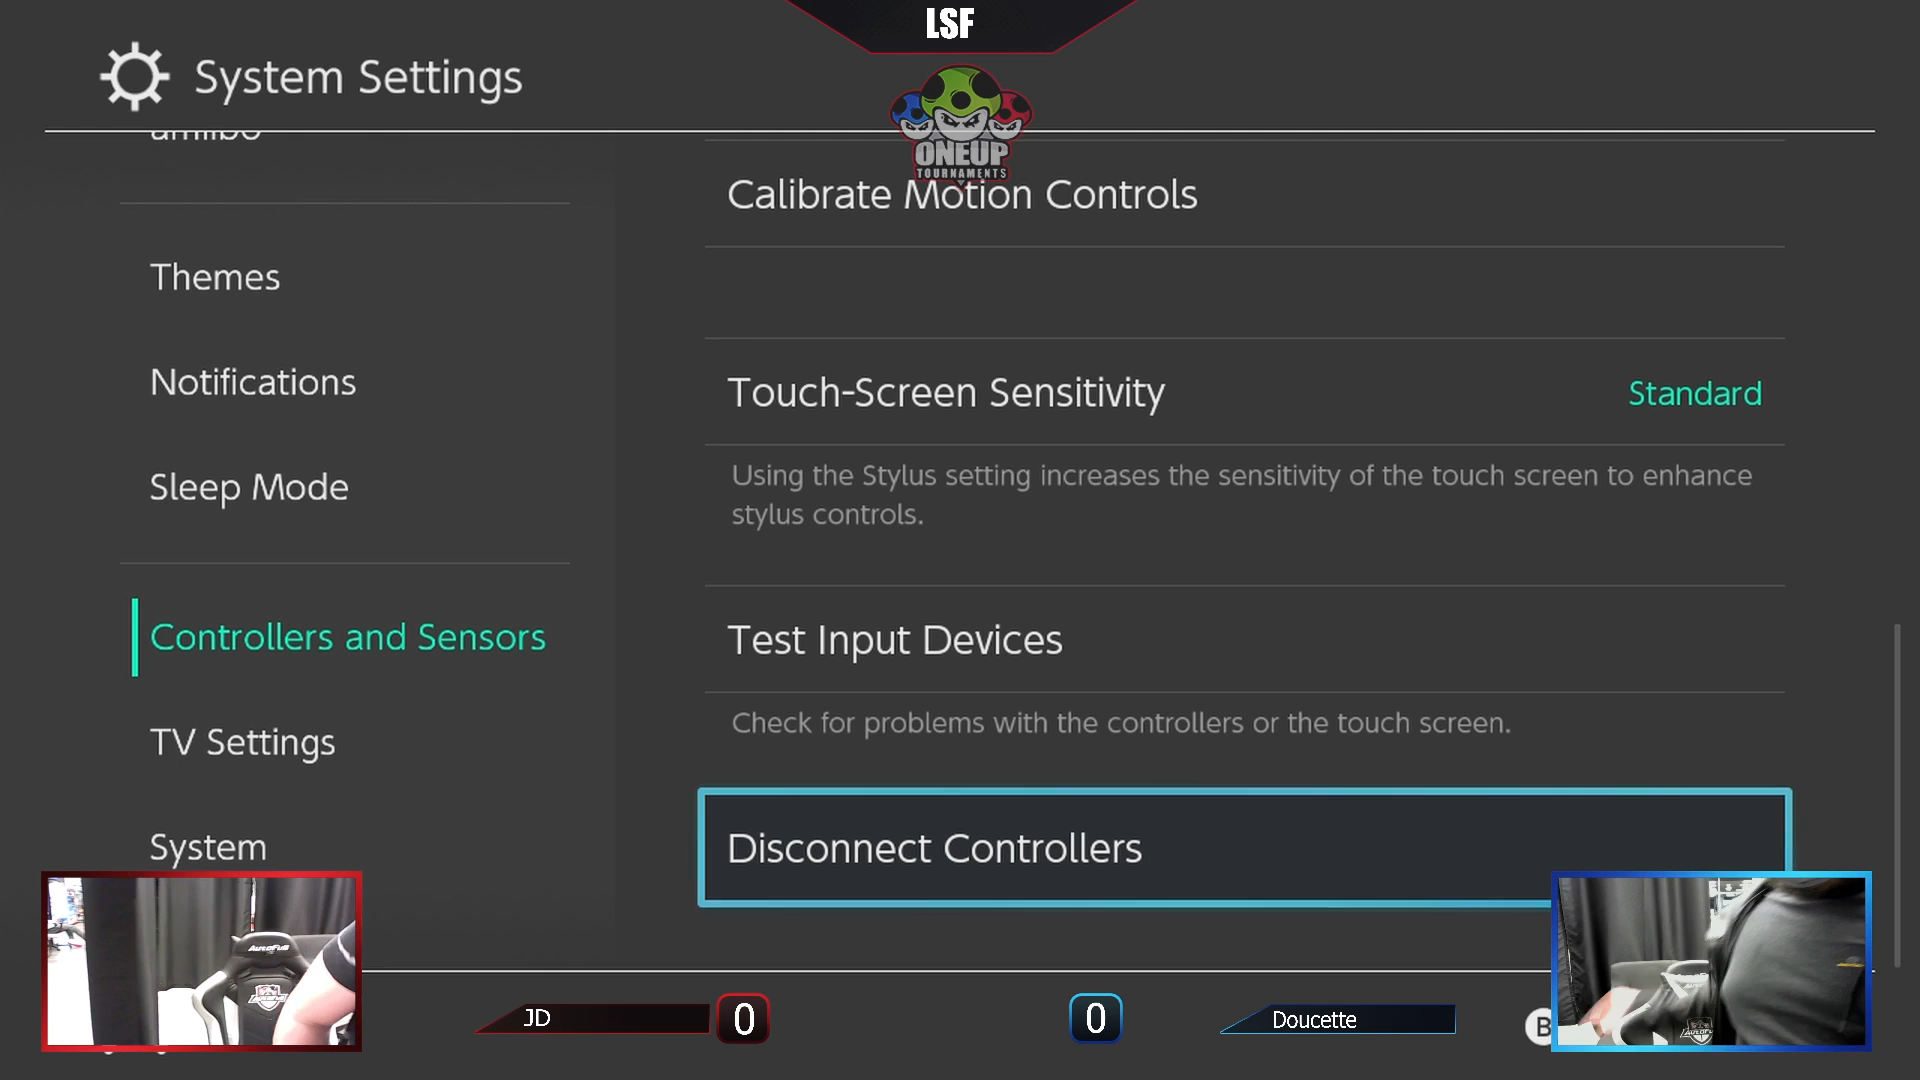 LSF
System Settings
amiibo
ONEUP
TOURNAMENTS
Calibrate Motion Controls
Themes
Notifications
Touch-Screen Sensitivity
Standard
Using the Stylus setting increases the sensitivity of the touch screen to enhance
stylus controls.
Sleep Mode
Controllers and Sensors
Test Input Devices
Check for problems with the controllers or the touch screen.
TV Settings
System
Disconnect Controllers
AutoFull
JD
0
0
Doucette
B